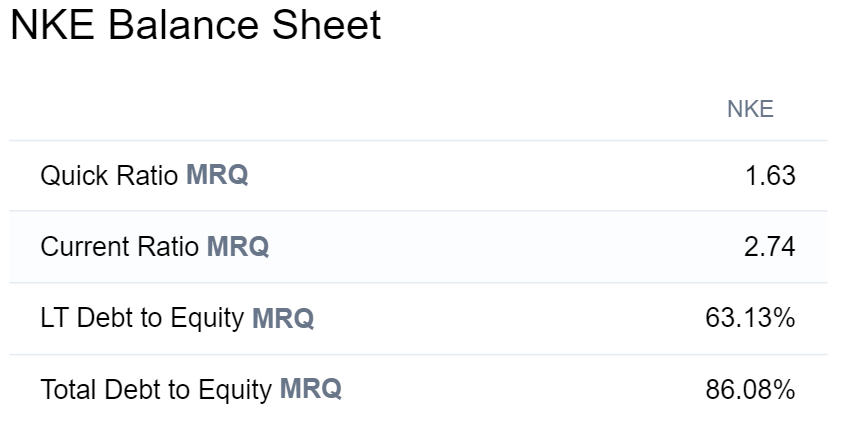 NKE Balance Sheet
NKE
Quick Ratio MRQ 1.63
Current Ratio MRQ 2.74
LT Debt to Equity MRQ 63.13%
Total Debt to Equity MRQ 86.08%